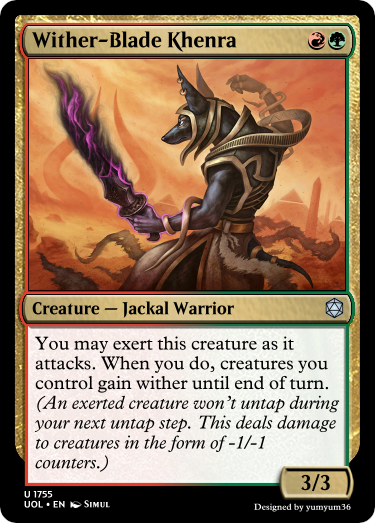 Wither-Blade Khenra
Creature — Jackal Warrior
You may exert this creature as it
attacks. When you do, creatures you
control gain wither until end of turn.
(An exerted creature won't untap during
your next untap step. This deals damage
to creatures in the form of -1/-1
counters.)
3/3
U 1755
UOL • EN Simul
Designed by yumyum36